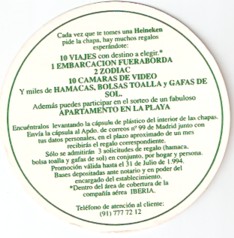 Cada vez que te tomes una Heineken
pide la chapa, hay muchos regalos
esperándote:
10 VIAJES con destino a elegir.*
1 EMBARCACION FUERABORDA
2 ZODIAC
10 CAMARAS DE VIDEO
Y miles de HAMACAS, BOLSAS TOALLA y GAFAS DE
SOL.
Además puedes participar en el sorteo de un fabuloso
APARTAMENTO EN LA PLAYA
Encuéntralos levantando la cápsula de plástico del interior de las chapas.
Envía la cápsula al Apdo. de correos nº 99 de Madrid junto con
tus datos personales, en el plazo aproximado de un mes
recibirás el regalo correspondiente.
Sólo se admitirán 3 solicitudes de regalo (hamaca,
bolsa toalla y gafas de sol) en conjunto, por hogar y persona.
Promoción válida hasta el 31 de Julio de 1.994.
Bases depositadas ante notario y en poder del
encargado del establecimiento.
*Dentro del área de cobertura de la
compañía aérea IBERIA.
Teléfono de atención al cliente:
(91) 777 72 12